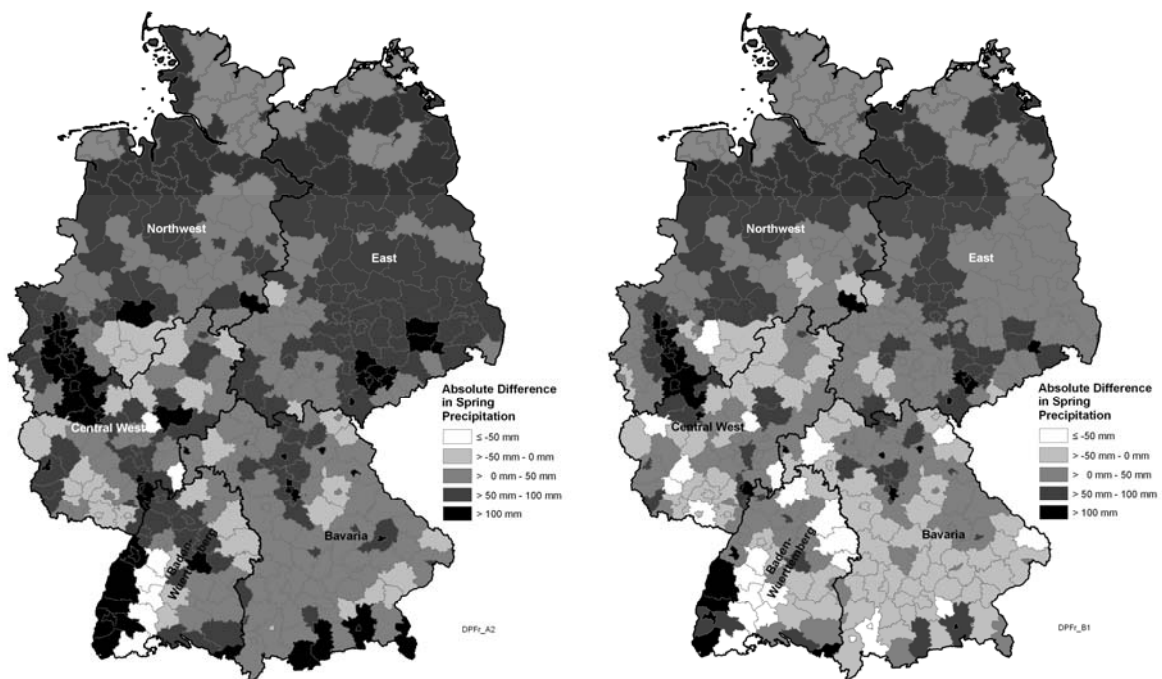 Northwest
East
Central West
Baden-
Wuerttemberg
Bavaria
Absolute Difference
in Spring
Precipitation
≤ -50 mm
> -50 mm - 0 mm
> 0 mm - 50 mm
> 50 mm - 100 mm
> 100 mm
DPFr_A2
Northwest
East
Central West
Baden-
Wuerttemberg
Bavaria
Absolute Difference
in Spring
Precipitation
≤ -50 mm
> -50 mm - 0 mm
> 0 mm - 50 mm
> 50 mm - 100 mm
> 100 mm
DPFr_B1